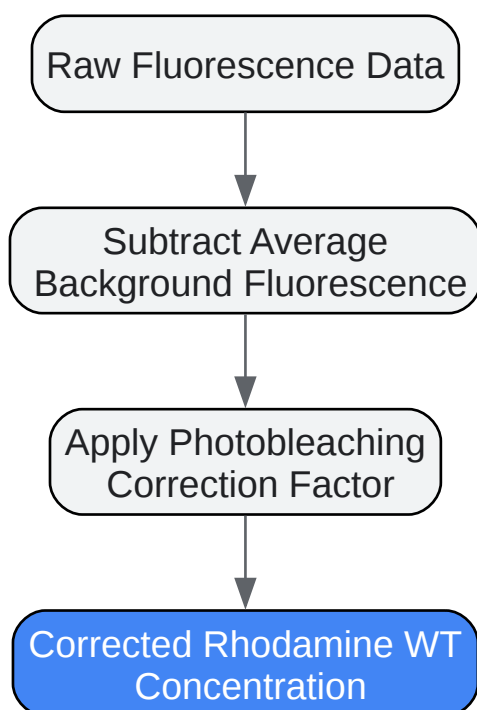 Raw Fluorescence Data
Subtract Average
Background Fluorescence
Apply Photobleaching
Correction Factor
Corrected Rhodamine WT
Concentration